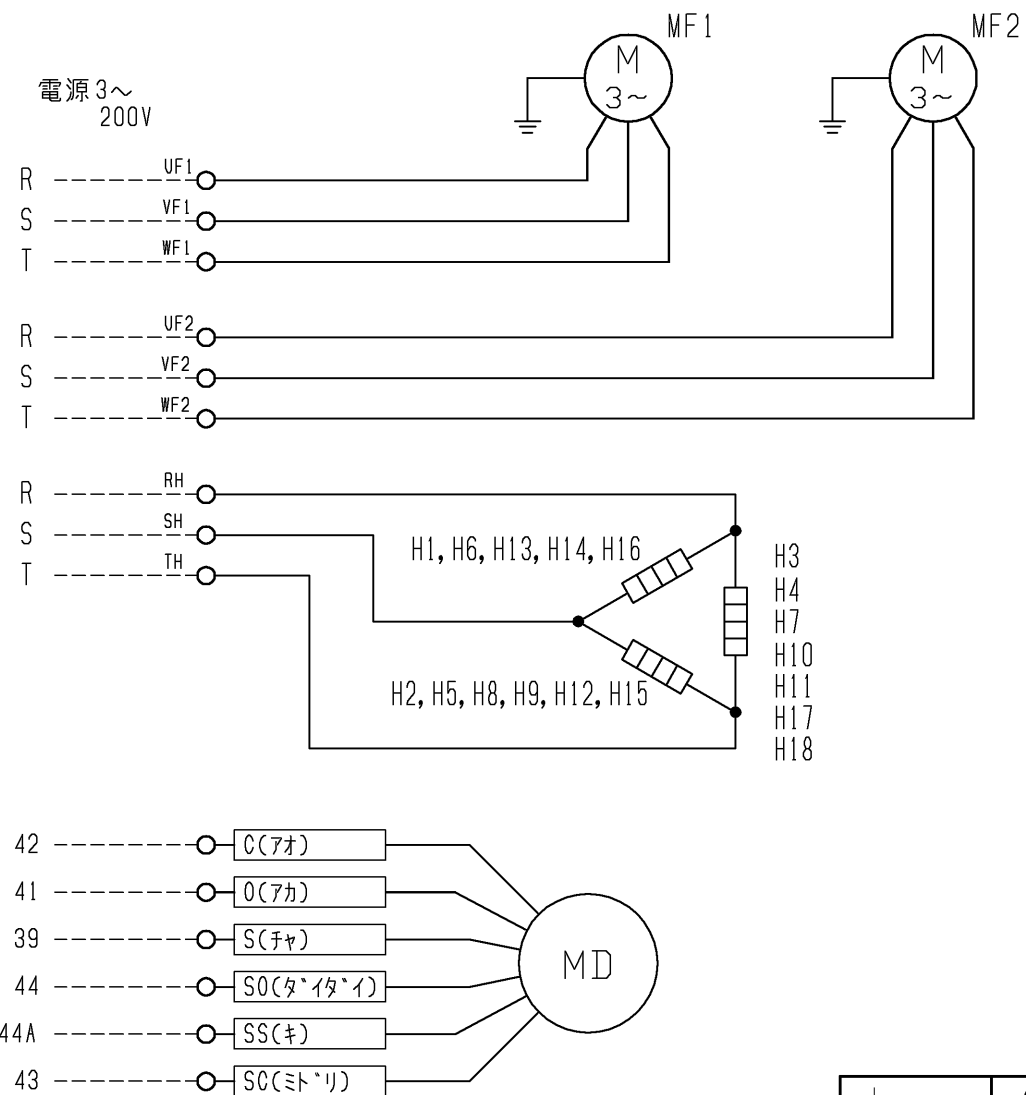 MF1
MF2
M
3~
M
3~
電源 3~
200V
R UF1
S VF1
T WF1
R UF2
S VF2
T WF2
R RH
S SH
T TH
H1, H6, H13, H14, H16
H3
H4
H7
H10
H11
H17
H18
H2, H5, H8, H9, H12, H15
42 C(アオ)
41 O(アカ)
39 S(チャ)
44 SO(ダイダイ)
44A SS(キ)
43 SC(ミドリ)
MD